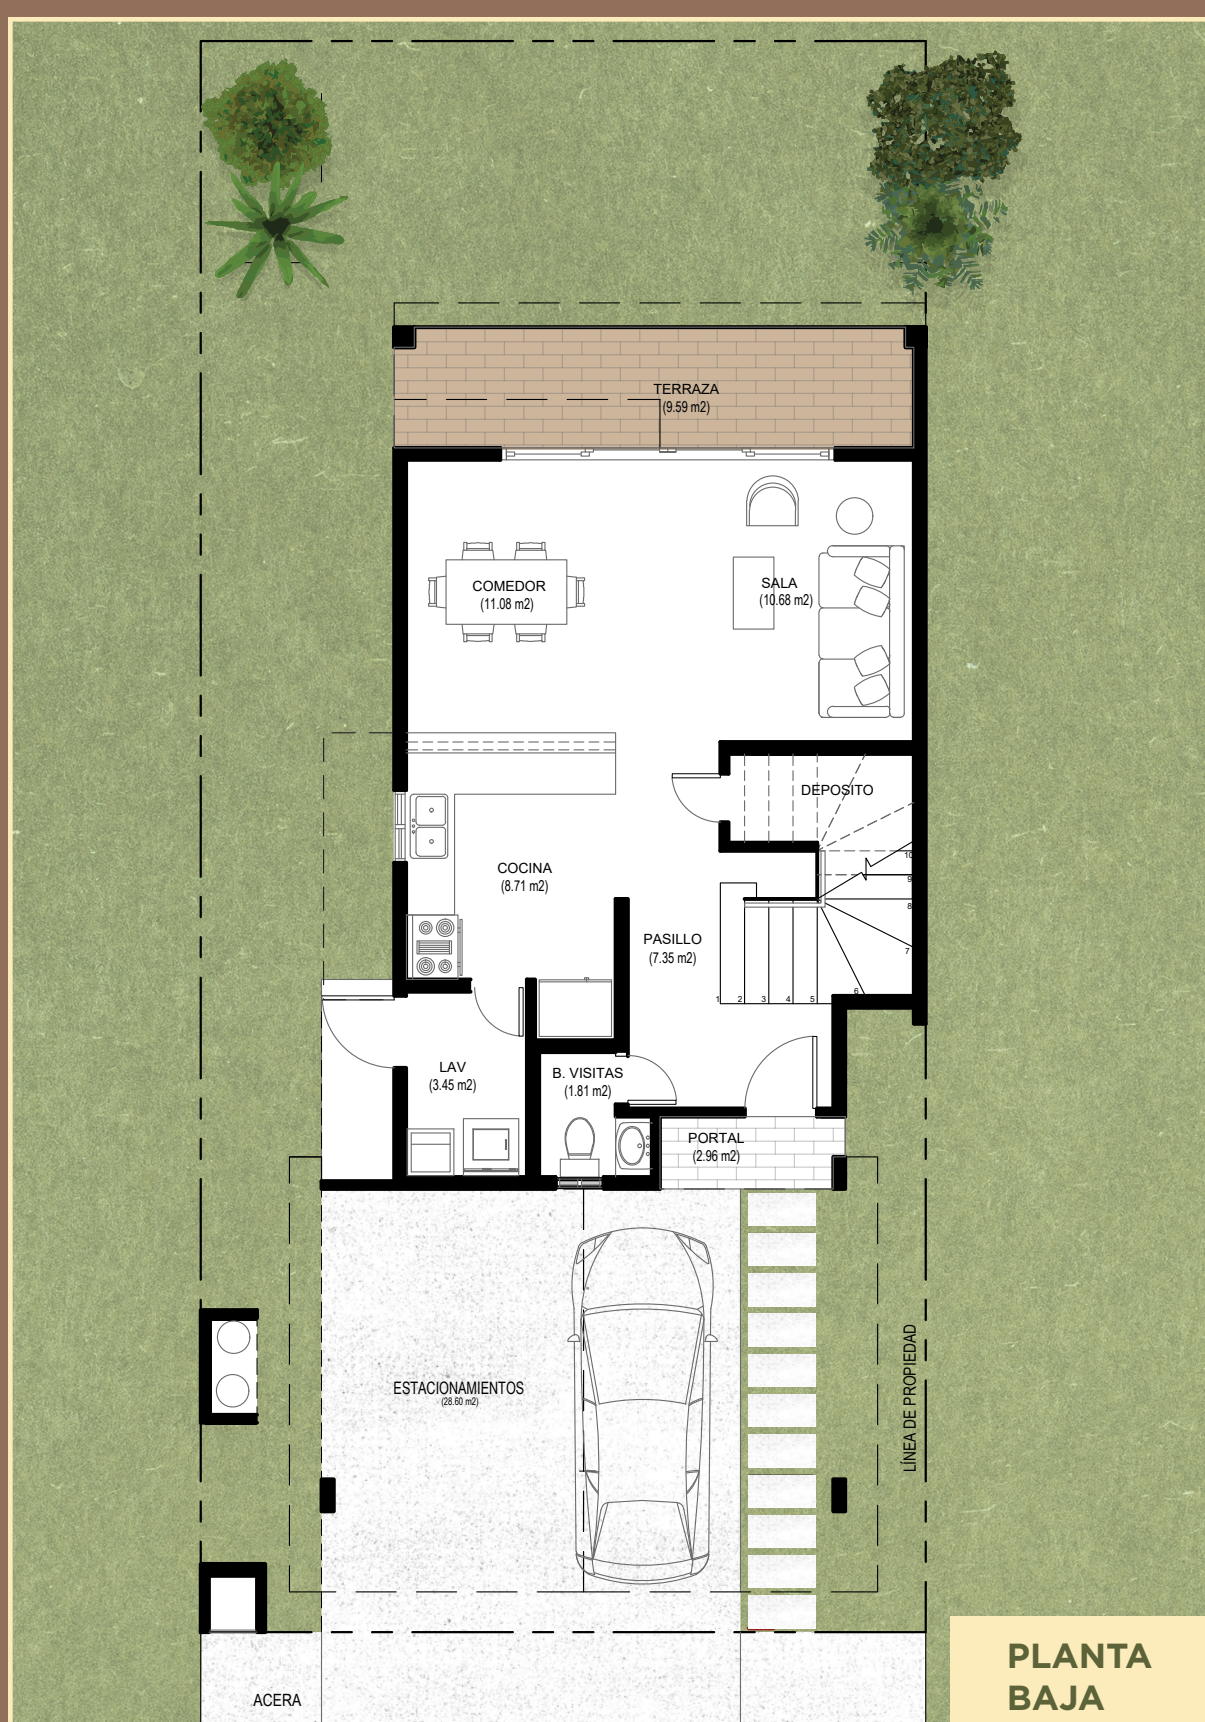 TERRAZA
(9.59 m2)
COMEDOR
(11.08 m2)
SALA
(10.68 m2)
DEPOSITO
COCINA
(8.71 m2)
10
9
8
7
6
PASILLO
(7.35 m2)
1 2 3 4 5
LAV
(3.45 m2)
B. VISITAS
(1.81 m2)
PORTAL
(2.96 m2)
ESTACIONAMIENTOS
(28.60 m2)
LÍNEA DE PROPIEDAD
ACERA
PLANTA
BAJA